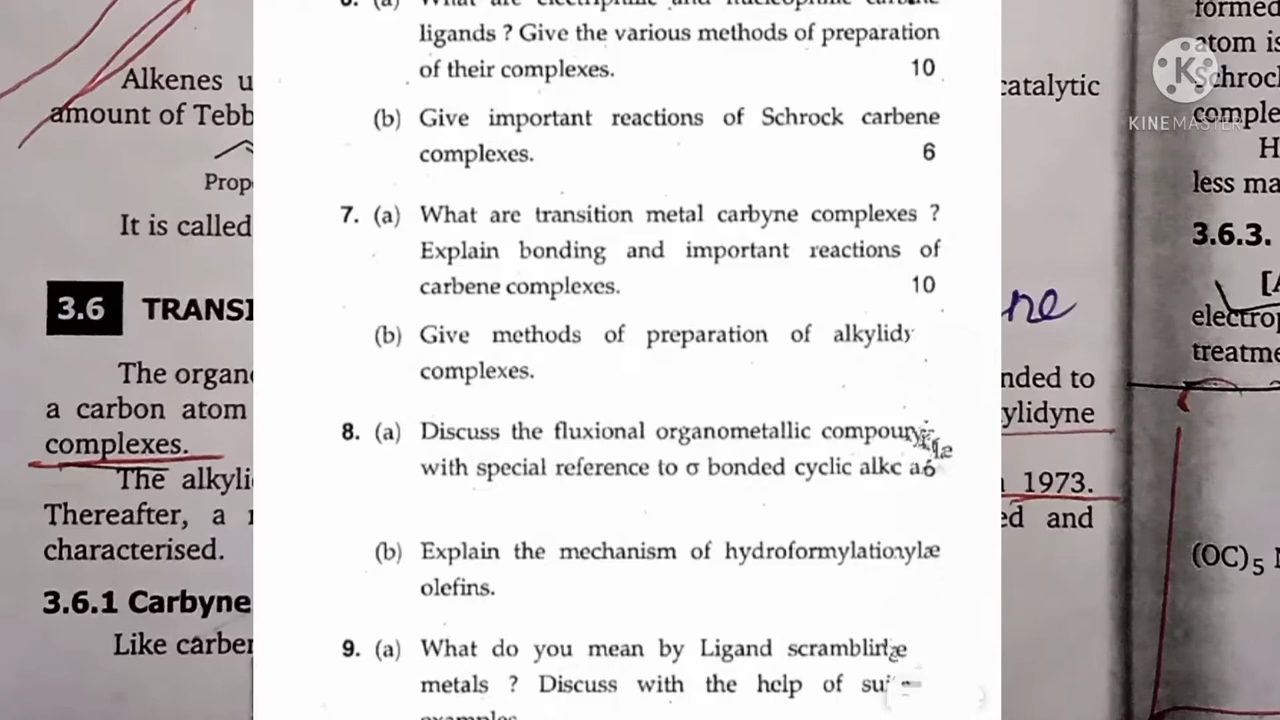 Alkenes u
amount of Tebb
Prop
It is called
3.6 TRANSI
The organ
a carbon atom
complexes.
The alkyli
Thereafter, a
characterised.
3.6.1 Carbyne
Like carber
ligands ? Give the various methods of preparation
of their complexes. 10
(b) Give important reactions of Schrock carbene
complexes. 6
7. (a) What are transition metal carbyne complexes ?
Explain bonding and important reactions of
carbene complexes. 10
(b) Give methods of preparation of alkylidy
complexes.
8. (a) Discuss the fluxional organometallic compoun
with special reference to σ bonded cyclic
(b) Explain the mechanism of
olefins.
9. (a) What do you mean by Ligand
metals ? Discuss with the help of
catalytic
ne
nded to
ylidyne
1973.
ed and
formed
atom is
Schroc
comple
KINEMASTER
H
less ma
3.6.3.
[A
electrop
treatme
(OC)5